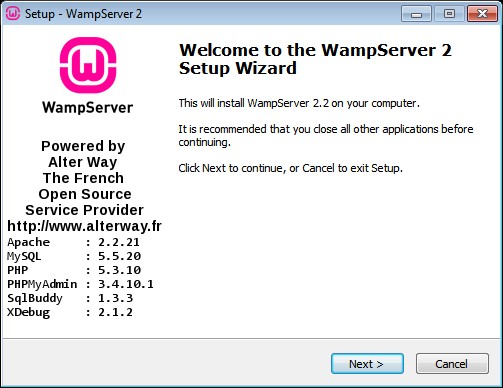 Setup - WampServer 2
Welcome to the WampServer 2
Setup Wizard
This will install WampServer 2.2 on your computer.
It is recommended that you close all other applications before
continuing.
Click Next to continue, or Cancel to exit Setup.
W
WampServer
Powered by
Alter Way
The French
Open Source
Service Provider
http://www.alterway.fr
Apache : 2.2.21
MySQL : 5.5.20
PHP : 5.3.10
PHPMyAdmin : 3.4.10.1
SqlBuddy : 1.3.3
XDebug : 2.1.2
Next >
Cancel